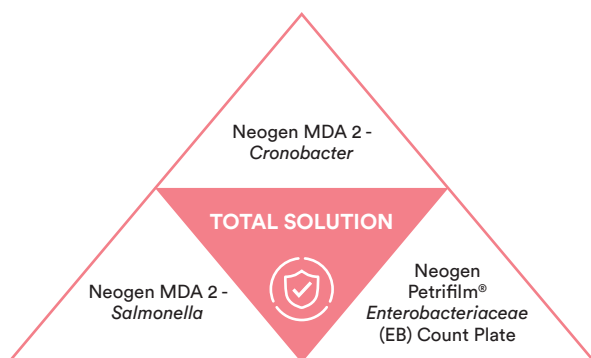 Neogen MDA 2 -
Cronobacter
TOTAL SOLUTION
Neogen MDA 2 -
Salmonella
Neogen
Petrifilm®
Enterobacteriaceae
(EB) Count Plate